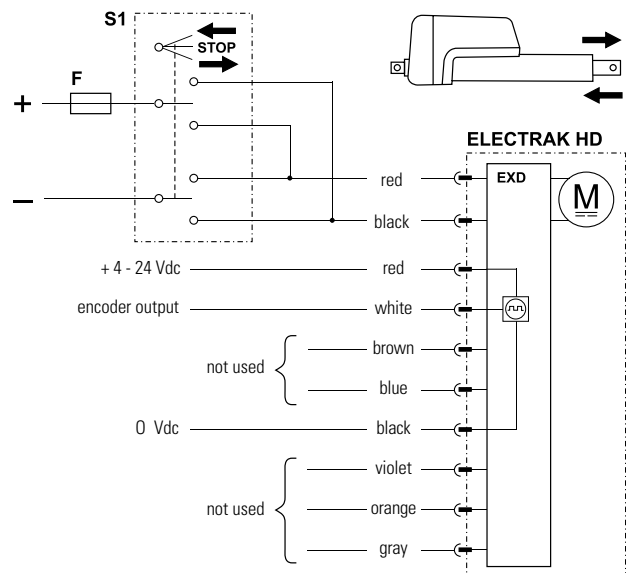 S1
STOP
F
+
–
ELECTRAK HD
EXD
M
red
black
+ 4 - 24 Vdc red
encoder output white
brown
not used
blue
0 Vdc black
violet
not used orange
gray